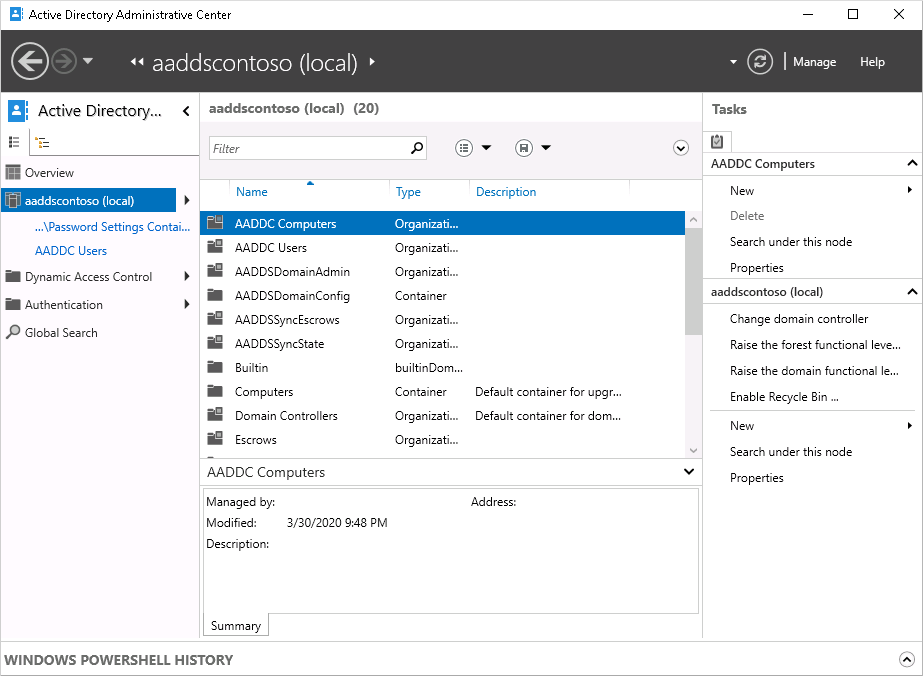 Active Directory Administrative Center
aaddscontoso (local)
Manage
Help
Active Directory...
Overview
aaddscontoso (local)
...\Password Settings Contai...
AADDC Users
Dynamic Access Control
Authentication
Global Search
aaddscontoso (local) (20)
Filter
Name Type Description
AADDC Computers Organizati...
AADDC Users Organizati...
AADDSDomainAdmin Organizati...
AADDSDomainConfig Container
AADDSSyncEscrows Organizati...
AADDSSyncState Organizati...
Builtin builtinDom...
Computers Container Default container for upgr...
Domain Controllers Organizati... Default container for dom...
Escrows Organizati...
AADDC Computers
Managed by: Address:
Modified: 3/30/2020 9:48 PM
Description:
Summary
Tasks
AADDC Computers
New
Delete
Search under this node
Properties
aaddscontoso (local)
Change domain controller
Raise the forest functional leve...
Raise the domain functional le...
Enable Recycle Bin ...
New
Search under this node
Properties
WINDOWS POWERSHELL HISTORY